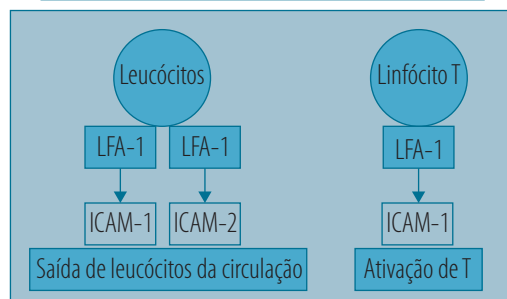 Leucócitos
Linfócito T
LFA-1 LFA-1
LFA-1
ICAM-1 ICAM-2
ICAM-1
Saída de leucócitos da circulação
Ativação de T